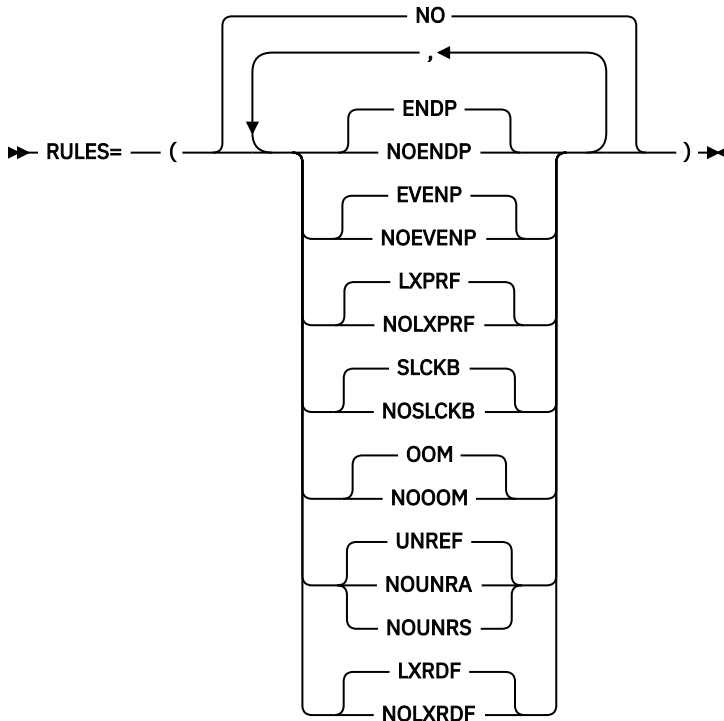 NO
,
ENDP
RULES= ( NOENDP )
EVENP
NOEVENP
LXPRF
NOLXPRF
SLCKB
NOSLCKB
OOM
NOOOM
UNREF
NOUNRA
NOUNRS
LXRDF
NOLXRDF